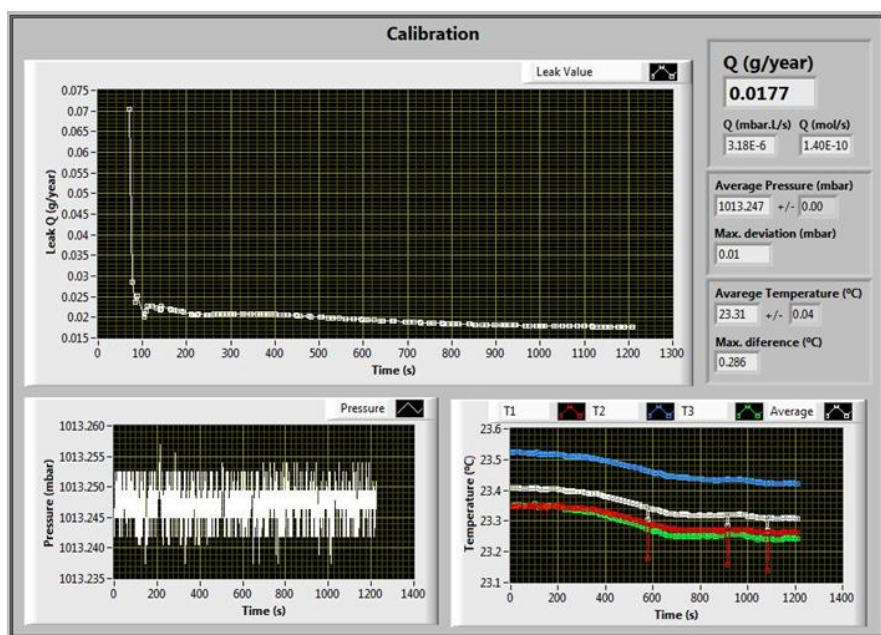 Calibration
Leak Value
0.075
0.07
0.065
0.06
0.055
0.05
0.045
0.04
0.035
0.03
0.025
0.02
0.015
Leak Q (g/year)
0 100 200 300 400 500 600 700 800 900 1000 1100 1200 1300
Time (s)
Q (g/year)
0.0177
Q (mbar.L/s) Q (mol/s)
3.18E-6 1.40E-10
Average Pressure (mbar)
1013.247 +/- 0.00
Max. deviation (mbar)
0.01
Avarege Temperature (ºC)
23.31 +/- 0.04
Max. diference (ºC)
0.286
Pressure
1013.260
1013.255
1013.250
1013.245
1013.240
1013.235
Pressure (mbar)
0 200 400 600 800 1000 1200 1400
Time (s)
T1 T2 T3 Average
23.6
23.5
23.4
23.3
23.2
23.1
Temperature (ºC)
0 200 400 600 800 1000 1200 1400
Time (s)